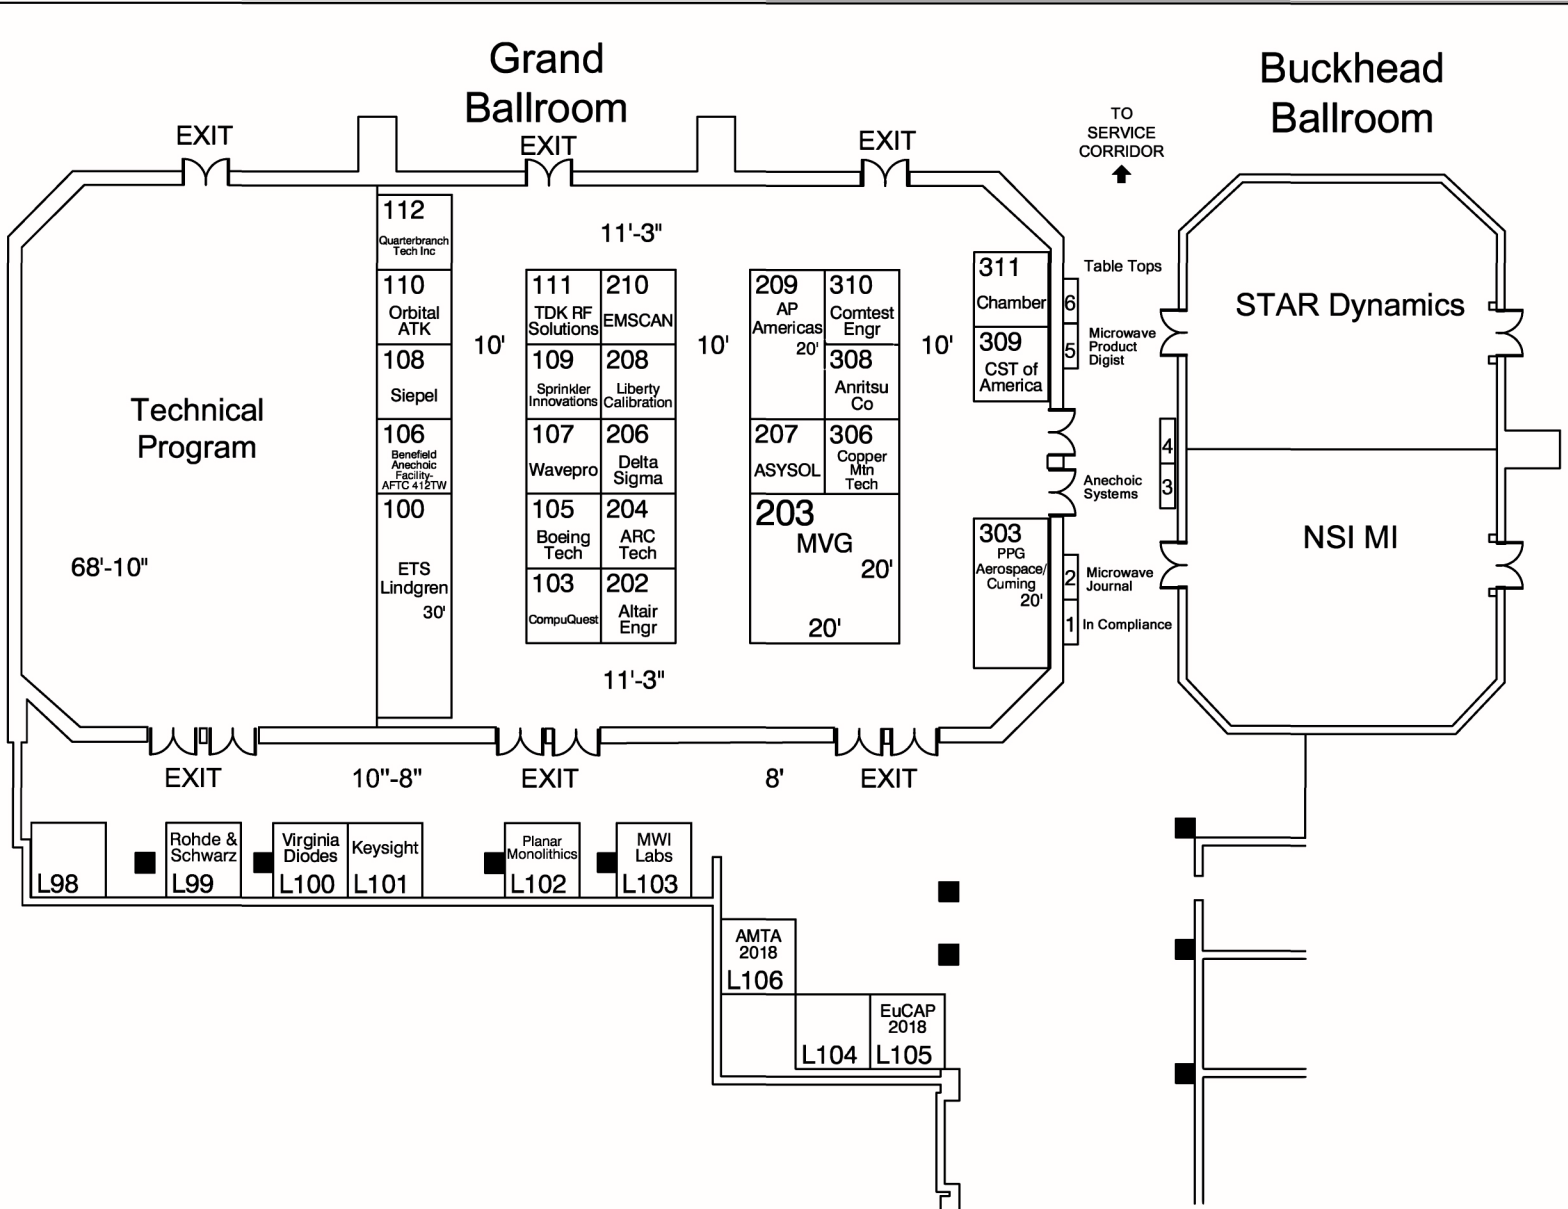 Grand
Ballroom
Buckhead
Ballroom
EXIT
EXIT
EXIT
TO
SERVICE
CORRIDOR
112
Quarterbranch
Tech Inc
110
Orbital
ATK
108
Siepel
106
Benefield
Anechoic
Facility-
AFTC 412TW
100
ETS
Lindgren
30'
Technical
Program
68'-10"
11'-3"
10'
111
TDK RF
Solutions
210
EMSCAN
109
Sprinkler
Innovations
208
Liberty
Calibration
107
Wavepro
206
Delta
Sigma
105
Boeing
Tech
204
ARC
Tech
103
CompuQuest
202
Altair
Engr
11'-3"
10'
209
AP
Americas
20'
310
Comtest
Engr
308
Anritsu
Co
207
ASYSOL
306
Copper
Mtn
Tech
203
MVG
20'
20'
10'
311
Chamber
309
CST of
America
303
PPG
Aerospace/
Cuming
20'
Table Tops
6
5
Microwave
Product
Digist
4
3
Anechoic
Systems
2
Microwave
Journal
1
In Compliance
STAR Dynamics
NSI MI
EXIT
10"-8"
EXIT
8'
EXIT
L98
Rohde &
Schwarz
L99
Virginia
Diodes
L100
Keysight
L101
Planar
Monolithics
L102
MWI
Labs
L103
AMTA
2018
L106
L104
EuCAP
2018
L105